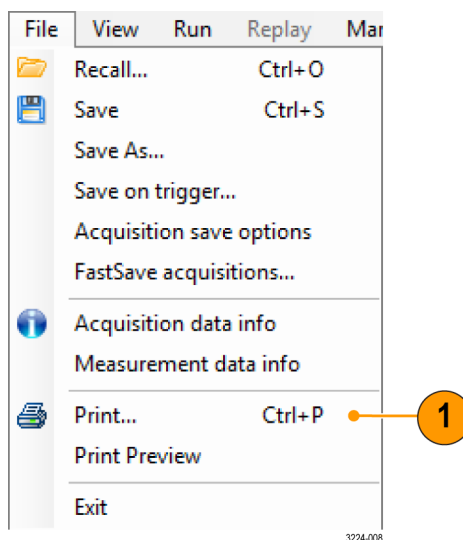 File View Run Replay Mar
Recall... Ctrl+O
Save Ctrl+S
Save As...
Save on trigger...
Acquisition save options
FastSave acquisitions...
Acquisition data info
Measurement data info
Print... Ctrl+P 1
Print Preview
Exit
3224-008